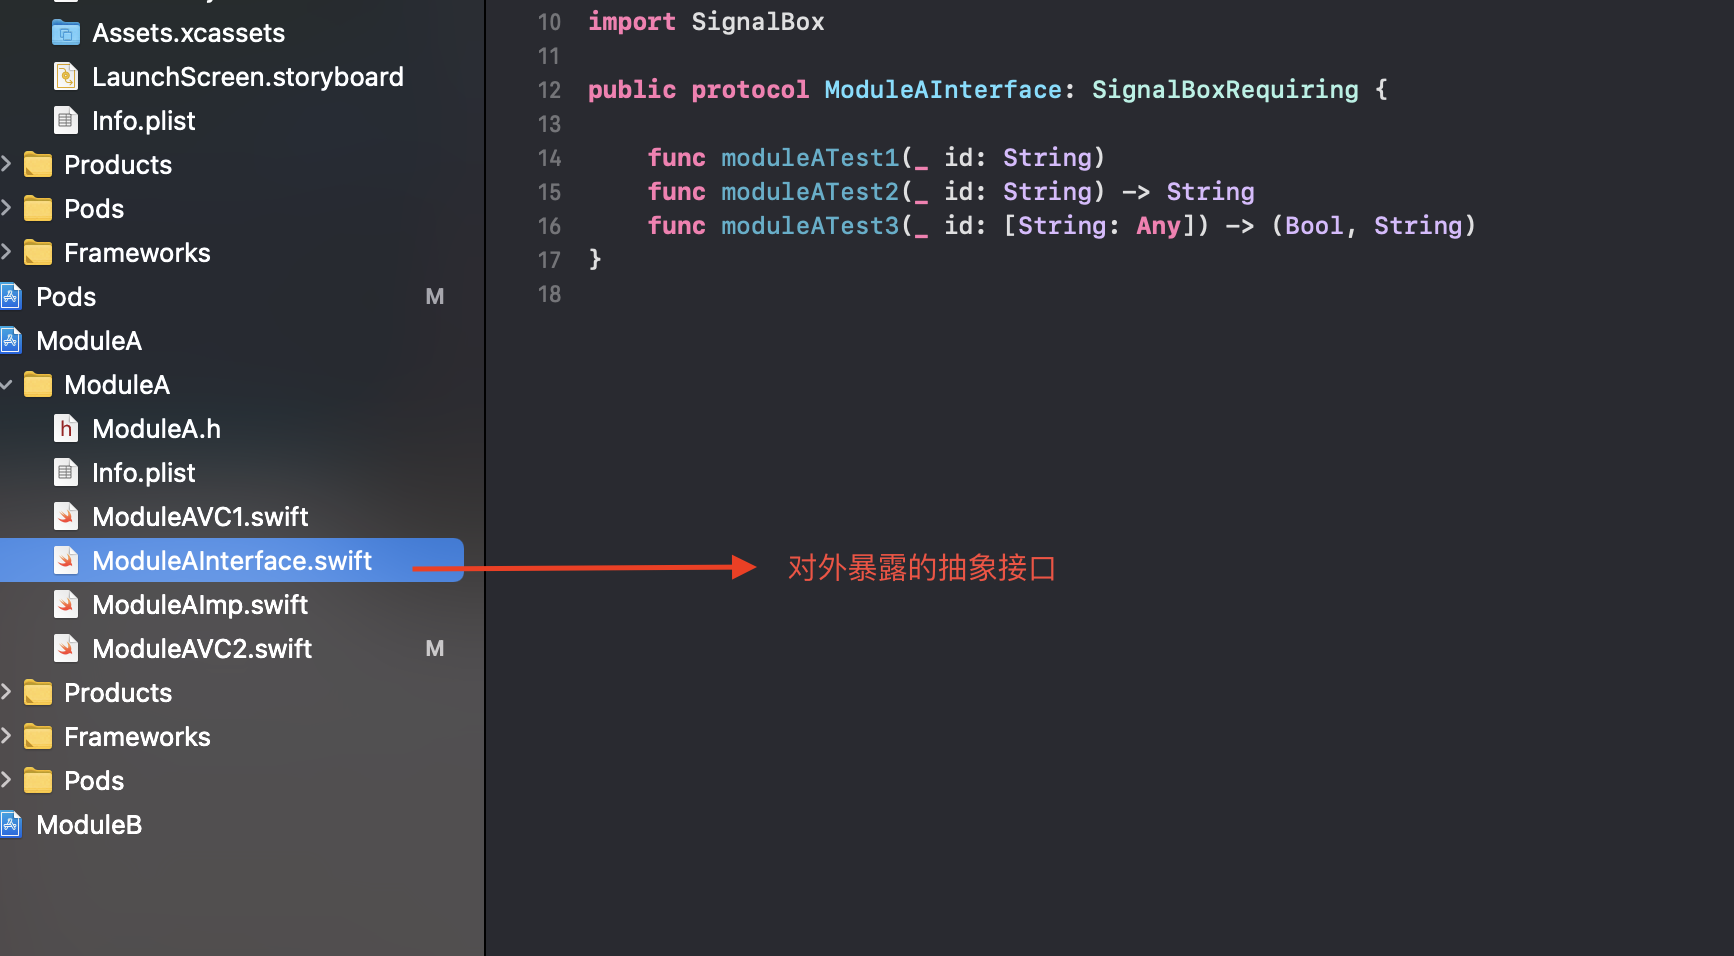 Assets.xcassets
LaunchScreen.storyboard
Info.plist
Products
Pods
Frameworks
Pods M
ModuleA
ModuleA
h ModuleA.h
Info.plist
ModuleAVC1.swift
ModuleAInterface.swift
ModuleAImp.swift
ModuleAVC2.swift M
Products
Frameworks
Pods
ModuleB
10 import SignalBox
11
12 public protocol ModuleAInterface: SignalBoxRequiring {
13
14 func moduleATest1(_ id: String)
15 func moduleATest2(_ id: String) -> String
16 func moduleATest3(_ id: [String: Any]) -> (Bool, String)
17 }
18
对外暴露的抽象接口